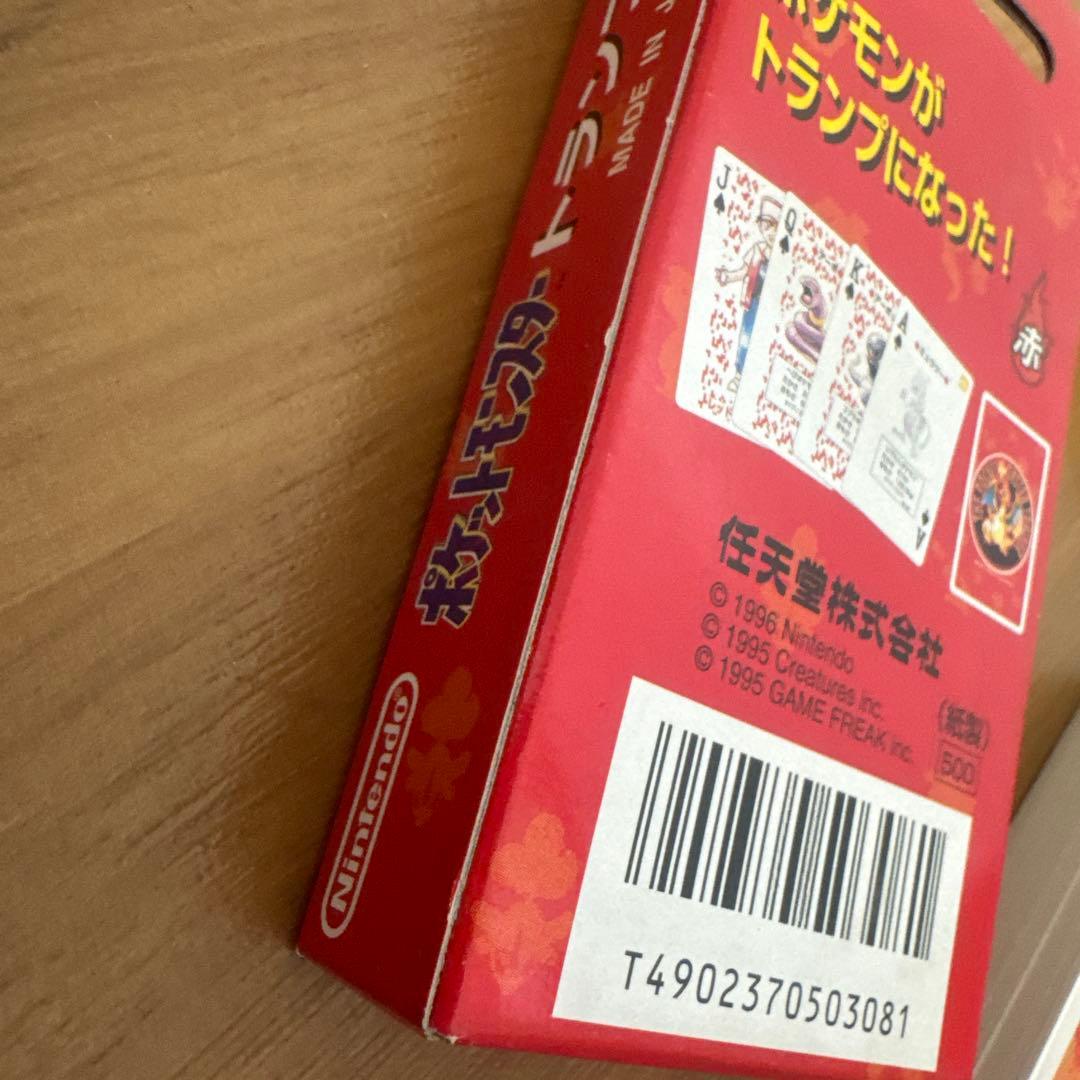 ポケットモンスター トラン
MADE IN J
Nintendo®
ポケモンが
トランプになった!
J
Q
K
A
赤
A
任天堂株式会社
© 1996 Nintendo
© 1995 Creatures inc.
© 1995 GAME FREAK inc.
(紙製)
500
T4902370503081